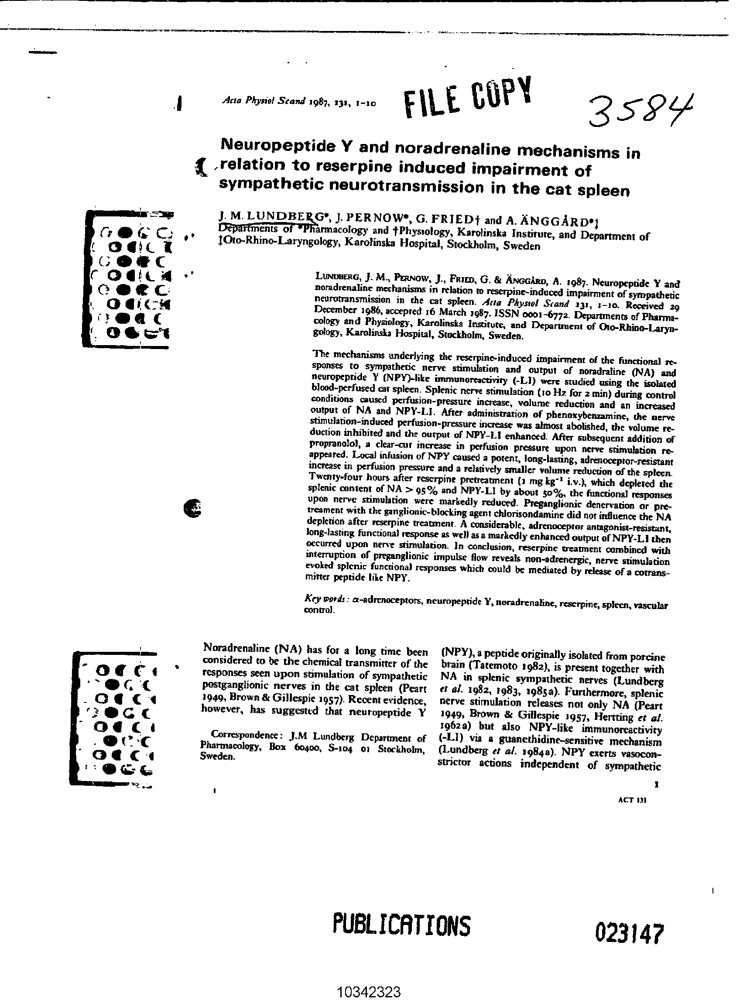 Acta Physiol Scand 1987, 131, 1-10
FILE COPY
3584
Neuropeptide Y and noradrenaline mechanisms in
relation to reserpine induced impairment of
sympathetic neurotransmission in the cat spleen
J. M. LUNDBERG*, J. PERNOW*, G. FRIED† and A. ÄNGGÅRD*‡
Departments of *Pharmacology and †Physiology, Karolinska Institute, and Department of
‡Oto-Rhino-Laryngology, Karolinska Hospital, Stockholm, Sweden
LUNDBERG, J. M., PERNOW, J., FRIED, G. & ÄNGGÅRD, A. 1987. Neuropeptide Y and
noradrenaline mechanisms in relation to reserpine-induced impairment of sympathetic
neurotransmission in the cat spleen. Acta Physiol Scand 131, 1-10. Received 29
December 1986, accepted 16 March 1987. ISSN 0001-6772. Departments of Pharma-
cology and Physiology, Karolinska Institute, and Department of Oto-Rhino-Laryn-
gology, Karolinska Hospital, Stockholm, Sweden.
The mechanisms underlying the reserpine-induced impairment of the functional re-
sponses to sympathetic nerve stimulation and output of noradraline (NA) and
neuropeptide Y (NPY)-like immunoreactivity (-LI) were studied using the isolated
blood-perfused cat spleen. Splenic nerve stimulation (10 Hz for 2 min) during control
conditions caused perfusion-pressure increase, volume reduction and an increased
output of NA and NPY-LI. After administration of phenoxybenzamine, the nerve
stimulation-induced perfusion-pressure increase was almost abolished, the volume re-
duction inhibited and the output of NPY-LI enhanced. After subsequent addition of
propranolol, a clear-cut increase in perfusion pressure upon nerve stimulation re-
appeared. Local infusion of NPY caused a potent, long-lasting, adrenoceptor-resistant
increase in perfusion pressure and a relatively smaller volume reduction of the spleen.
Twenty-four hours after reserpine pretreatment (1 mg kg⁻¹ i.v.), which depleted the
splenic content of NA > 95% and NPY-LI by about 50%, the functional responses
upon nerve stimulation were markedly reduced. Preganglionic denervation or pre-
treament with the ganglionic-blocking agent chlorisondamine did not influence the NA
depletion after reserpine treatment. A considerable, adrenoceptor antagonist-resistant,
long-lasting functional response as well as a markedly enhanced output of NPY-LI then
occurred upon nerve stimulation. In conclusion, reserpine treatment combined with
interruption of preganglionic impulse flow reveals non-adrenergic, nerve stimulation
evoked splenic functional responses which could be mediated by release of a cotrans-
mitter peptide like NPY.
Key words: α-adrenoceptors, neuropeptide Y, noradrenaline, reserpine, spleen, vascular
control.
Noradrenaline (NA) has for a long time been
considered to be the chemical transmitter of the
responses seen upon stimulation of sympathetic
postganglionic nerves in the cat spleen (Peart
1949, Brown & Gillespie 1957). Recent evidence,
however, has suggested that neuropeptide Y
Correspondence: J.M Lundberg Department of
Pharmacology, Box 60400, S-104 01 Stockholm,
Sweden.
(NPY), a peptide originally isolated from porcine
brain (Tatemoto 1982), is present together with
NA in splenic sympathetic nerves (Lundberg
et al. 1982, 1983, 1985a). Furthermore, splenic
nerve stimulation releases not only NA (Peart
1949, Brown & Gillespie 1957, Hertting et al.
1962a) but also NPY-like immunoreactivity
(-LI) via a guanethidine-sensitive mechanism
(Lundberg et al. 1984a). NPY exerts vasocon-
strictor actions independent of sympathetic
1
ACT 131
PUBLICATIONS
023147
10342323